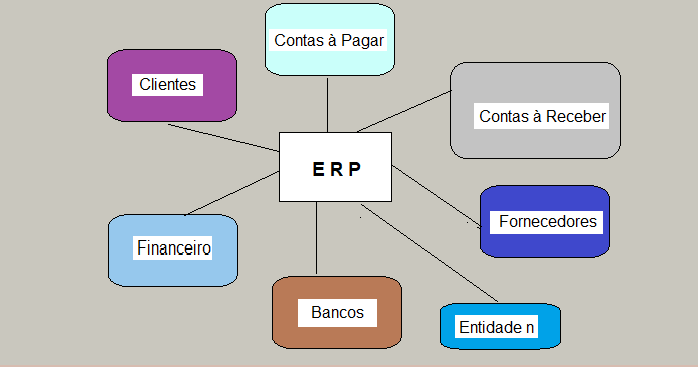 Contas à Pagar
Clientes
Contas à Receber
E R P
Fornecedores
Financeiro
Bancos
Entidade n